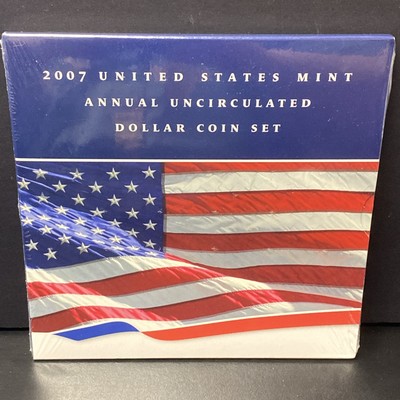 2007 UNITED STATES MINT
ANNUAL UNCIRCULATED
DOLLAR COIN SET